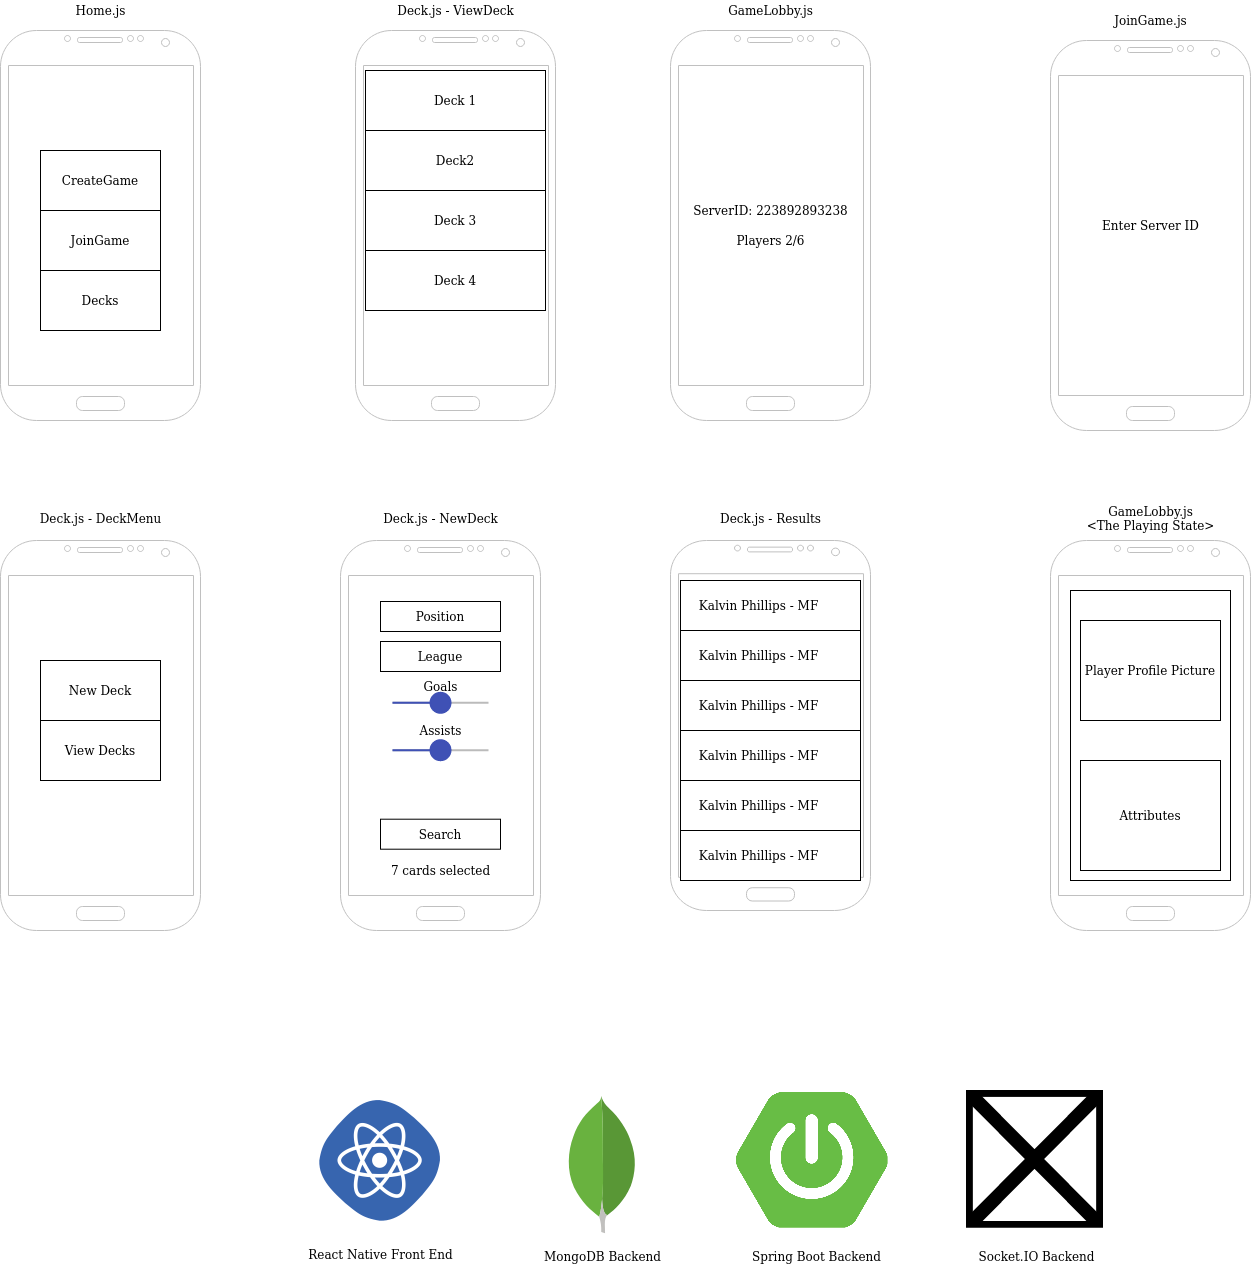 Home.js
Deck.js - ViewDeck
GameLobby.js
JoinGame.js
CreateGame
JoinGame
Decks
Deck 1
Deck2
Deck 3
Deck 4
ServerID: 223892893238
Players 2/6
Enter Server ID
Deck.js - DeckMenu
Deck.js - NewDeck
Deck.js - Results
GameLobby.js
<The Playing State>
New Deck
View Decks
Position
League
Goals
Assists
Search
7 cards selected
Kalvin Phillips - MF
Kalvin Phillips - MF
Kalvin Phillips - MF
Kalvin Phillips - MF
Kalvin Phillips - MF
Kalvin Phillips - MF
Player Profile Picture
Attributes
React Native Front End
MongoDB Backend
Spring Boot Backend
Socket.IO Backend